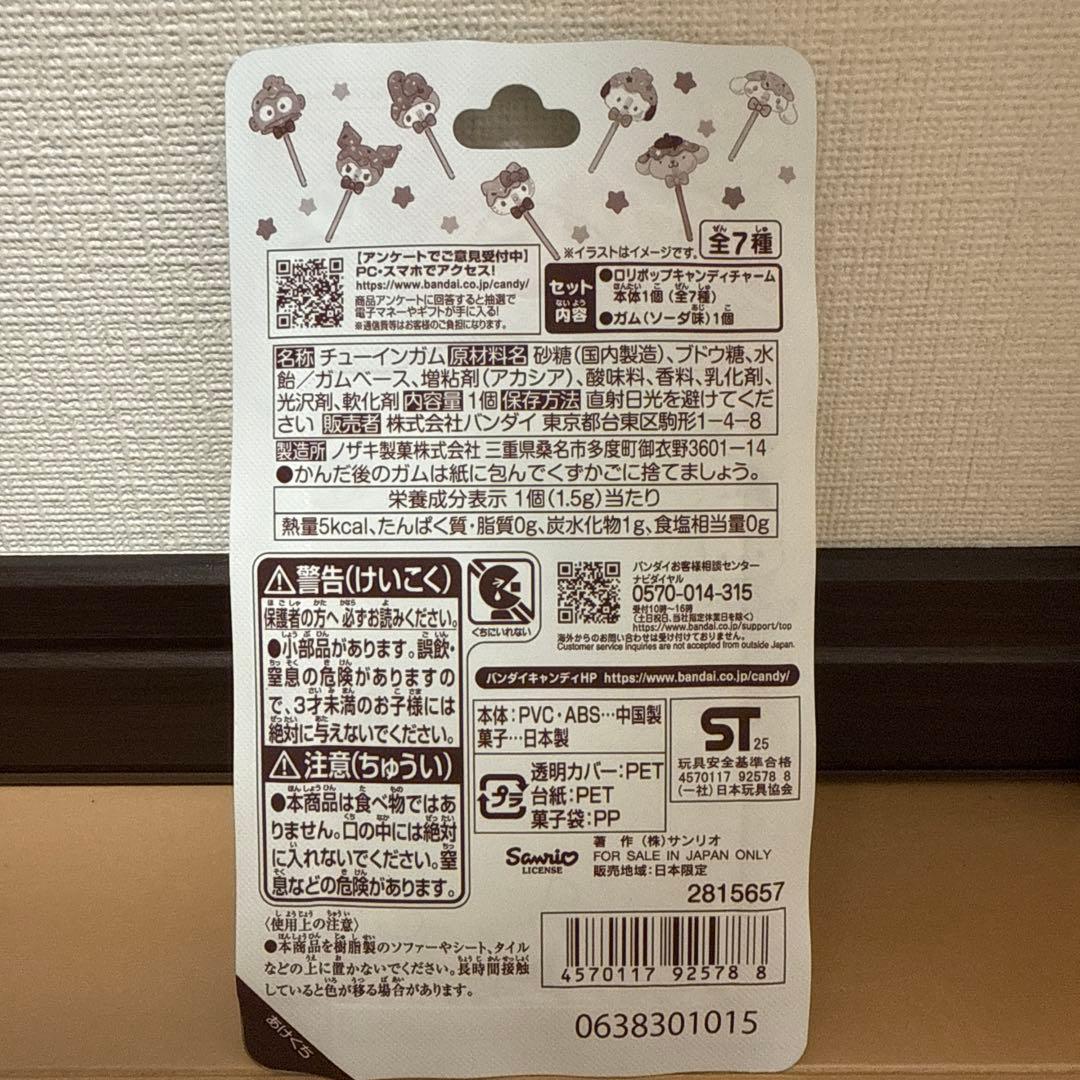 ※イラストはイメージです。
全7種
【アンケートでご意見受付中】
PC・スマホでアクセス!
https://www.bandai.co.jp/candy/
商品アンケートに回答すると抽選で
電子マネーやギフトが手に入る!
※通信費等はお客様のご負担になります。
セット内容
●ロリポップキャンディチャーム
本体1個(全7種)
●ガム(ソーダ味)1個
名称 チューインガム 原材料名 砂糖(国内製造)、ブドウ糖、水
飴/ガムベース、増粘剤(アカシア)、酸味料、香料、乳化剤、
光沢剤、軟化剤 内容量 1個 保存方法 直射日光を避けてくだ
さい 販売者 株式会社バンダイ 東京都台東区駒形1-4-8
製造所 ノザキ製菓株式会社 三重県桑名市多度町御衣野3601-14
●かんだ後のガムは紙に包んでくずかごに捨てましょう。
栄養成分表示 1個(1.5g)当たり
熱量5kcal、たんぱく質・脂質0g、炭水化物1g、食塩相当量0g
警告(けいこく)
保護者の方へ 必ずお読みください。
●小部品があります。誤飲・
窒息の危険がありますの
で、3才未満のお子様には
絶対に与えないでください。
注意(ちゅうい)
●本商品は食べ物ではあ
りません。口の中には絶対
に入れないでください。窒
息などの危険があります。
〈使用上の注意〉
●本商品を樹脂製のソファーやシート、タイル
などの上に置かないでください。長時間接触
していると色が移る場合があります。
あけくち
くちにいれない
バンダイお客様相談センター
ナビダイヤル
0570-014-315
受付10時~16時
(土日祝日、当社指定休業日を除く)
https://www.bandai.co.jp/support/top
海外からのお問い合わせは受け付けておりません。
Customer service inquiries are not accepted from outside Japan.
バンダイキャンディHP https://www.bandai.co.jp/candy/
本体:PVC・ABS…中国製
菓子…日本製
プラ
透明カバー:PET
台紙:PET
菓子袋:PP
ST 25
玩具安全基準合格
4570117 92578 8
(一社)日本玩具協会
Sanrio
LICENSE
著 作 (株)サンリオ
FOR SALE IN JAPAN ONLY
販売地域:日本限定
2815657
4570117 92578 8
0638301015